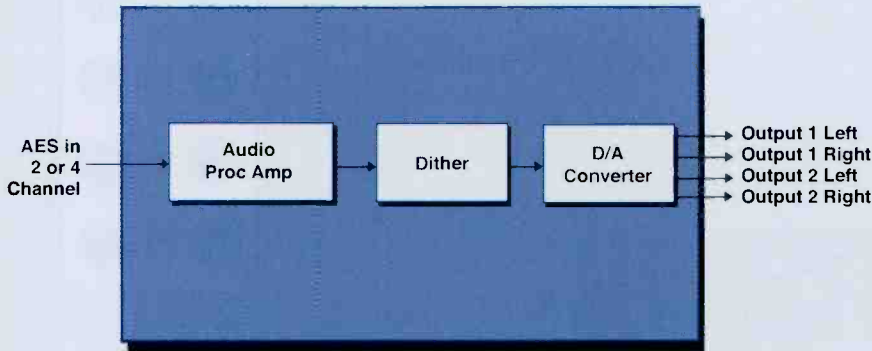 AES in
2 or 4
Channel
Audio
Proc Amp
Dither
D/A
Converter
Output 1 Left
Output 1 Right
Output 2 Left
Output 2 Right